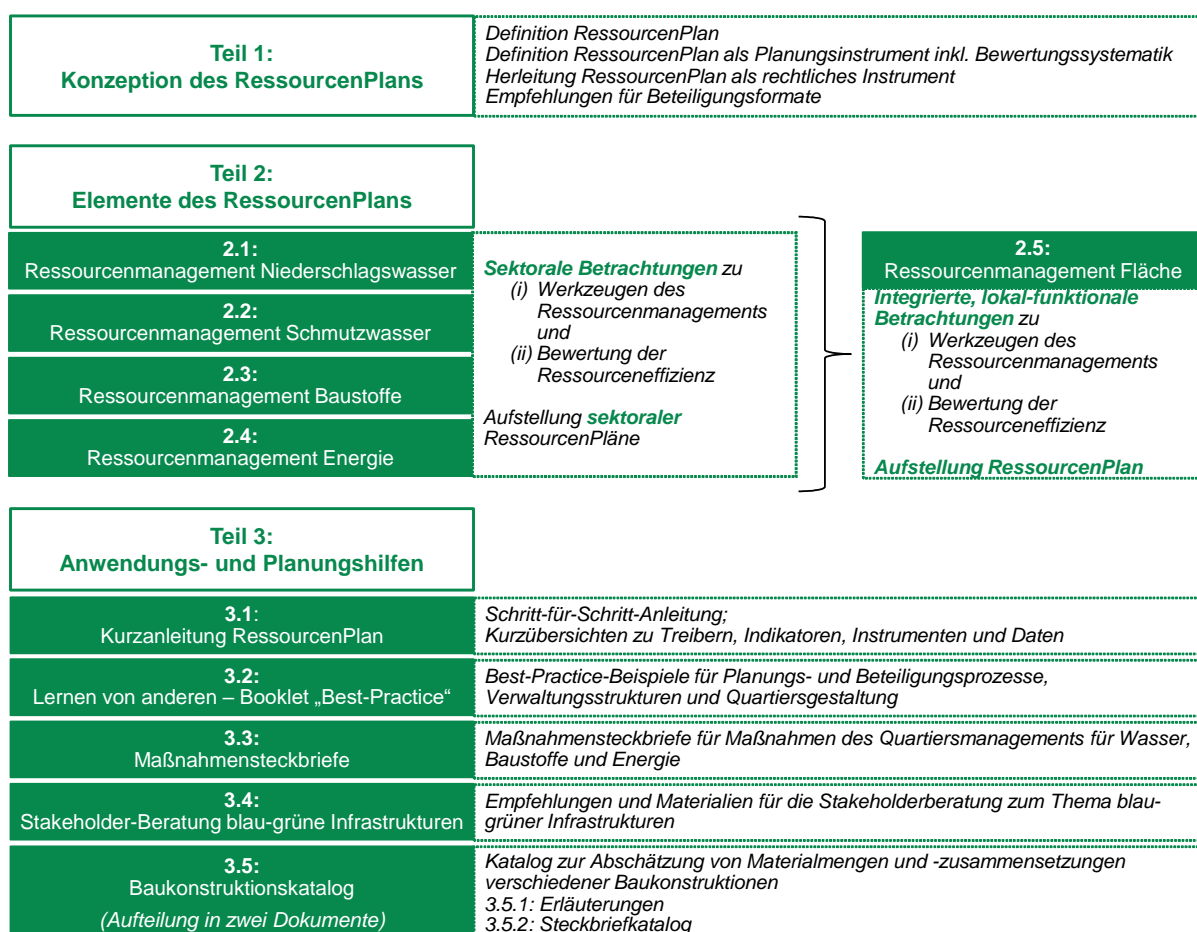 Teil 1:
Konzeption des RessourcenPlans
Definition RessourcenPlan
Definition RessourcenPlan als Planungsinstrument inkl. Bewertungssystematik
Herleitung RessourcenPlan als rechtliches Instrument
Empfehlungen für Beteiligungsformate
Teil 2:
Elemente des RessourcenPlans
2.1:
Ressourcenmanagement Niederschlagswasser
2.2:
Ressourcenmanagement Schmutzwasser
2.3:
Ressourcenmanagement Baustoffe
2.4:
Ressourcenmanagement Energie
Sektorale Betrachtungen zu
(i) Werkzeugen des
Ressourcenmanagements
und
(ii) Bewertung der
Ressourceneffizienz
Aufstellung sektoraler
RessourcenPläne
2.5:
Ressourcenmanagement Fläche
Integrierte, lokal-funktionale
Betrachtungen zu
(i) Werkzeugen des
Ressourcenmanagements
und
(ii) Bewertung der
Ressourceneffizienz
Aufstellung RessourcenPlan
Teil 3:
Anwendungs- und Planungshilfen
3.1:
Kurzanleitung RessourcenPlan
Schritt-für-Schritt-Anleitung;
Kurzübersichten zu Treibern, Indikatoren, Instrumenten und Daten
3.2:
Lernen von anderen – Booklet „Best-Practice“
Best-Practice-Beispiele für Planungs- und Beteiligungsprozesse,
Verwaltungsstrukturen und Quartiersgestaltung
3.3:
Maßnahmensteckbriefe
Maßnahmensteckbriefe für Maßnahmen des Quartiersmanagements für Wasser,
Baustoffe und Energie
3.4:
Stakeholder-Beratung blau-grüne Infrastrukturen
Empfehlungen und Materialien für die Stakeholderberatung zum Thema blau-
grüner Infrastrukturen
3.5:
Baukonstruktionskatalog
(Aufteilung in zwei Dokumente)
Katalog zur Abschätzung von Materialmengen und -zusammensetzungen
verschiedener Baukonstruktionen
3.5.1: Erläuterungen
3.5.2: Steckbriefkatalog